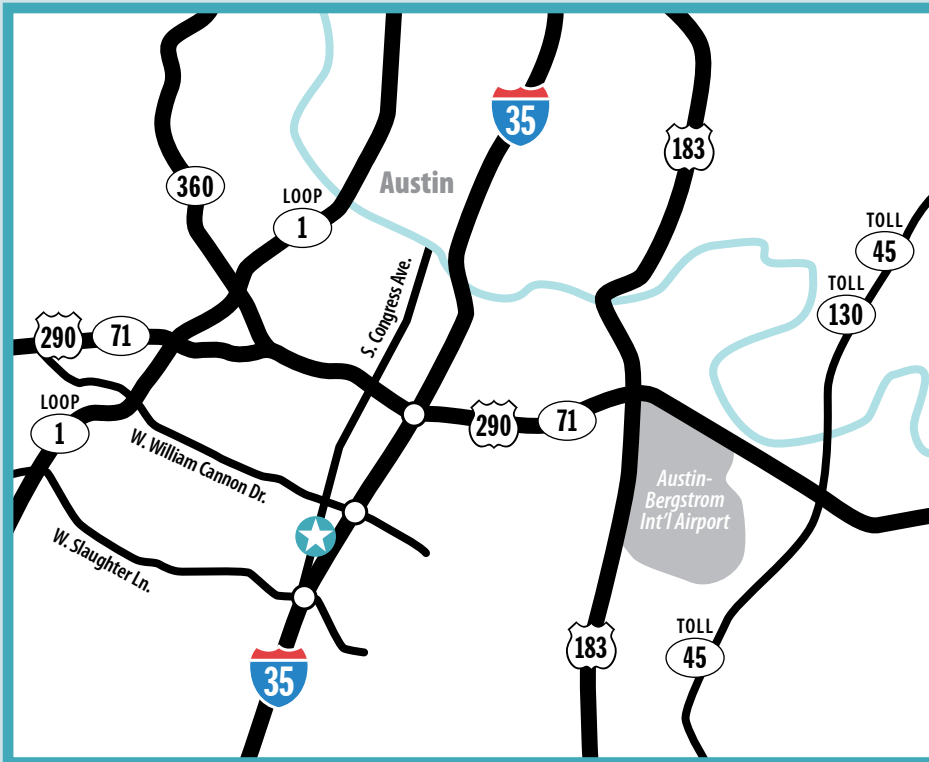 35
183
Austin
360
LOOP
1
TOLL
45
TOLL
130
S. Congress Ave.
290
71
LOOP
1
290
71
W. William Cannon Dr.
Austin-
Bergstrom
Int'l Airport
W. Slaughter Ln.
183
TOLL
45
35